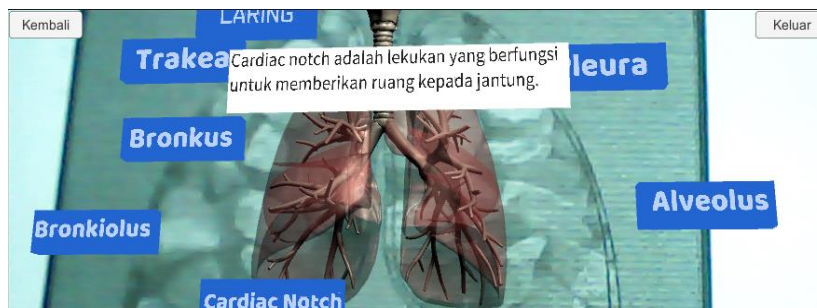 Kembali
LARING
Keluar
Trakea
Cardiac notch adalah lekukan yang berfungsi
untuk memberikan ruang kepada jantung.
Bronkus
Alveolus
Bronkiolus
Cardiac Notch